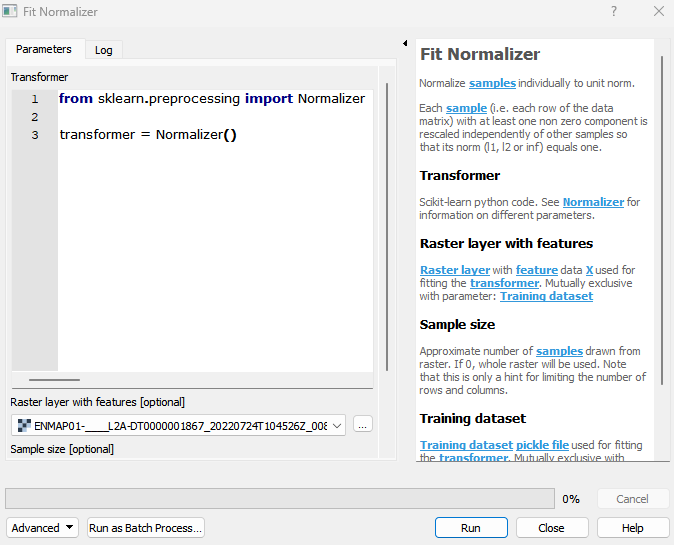 Fit Normalizer
Parameters
Log
Transformer
1 from sklearn.preprocessing import Normalizer
2
3 transformer = Normalizer()
Raster layer with features [optional]
ENMAP01-____L2A-DT0000001867_20220724T104526Z_008
...
Sample size [optional]
Fit Normalizer
Normalize samples individually to unit norm.
Each sample (i.e. each row of the data
matrix) with at least one non zero component is
rescaled independently of other samples so
that its norm (l1, l2 or inf) equals one.
Transformer
Scikit-learn python code. See Normalizer for
information on different parameters.
Raster layer with features
Raster layer with feature data X used for
fitting the transformer. Mutually exclusive
with parameter: Training dataset
Sample size
Approximate number of samples drawn from
raster. If 0, whole raster will be used. Note
that this is only a hint for limiting the number of
rows and columns.
Training dataset
Training dataset pickle file used for fitting
the transformer. Mutually exclusive with
0%
Cancel
Advanced
Run as Batch Process...
Run
Close
Help